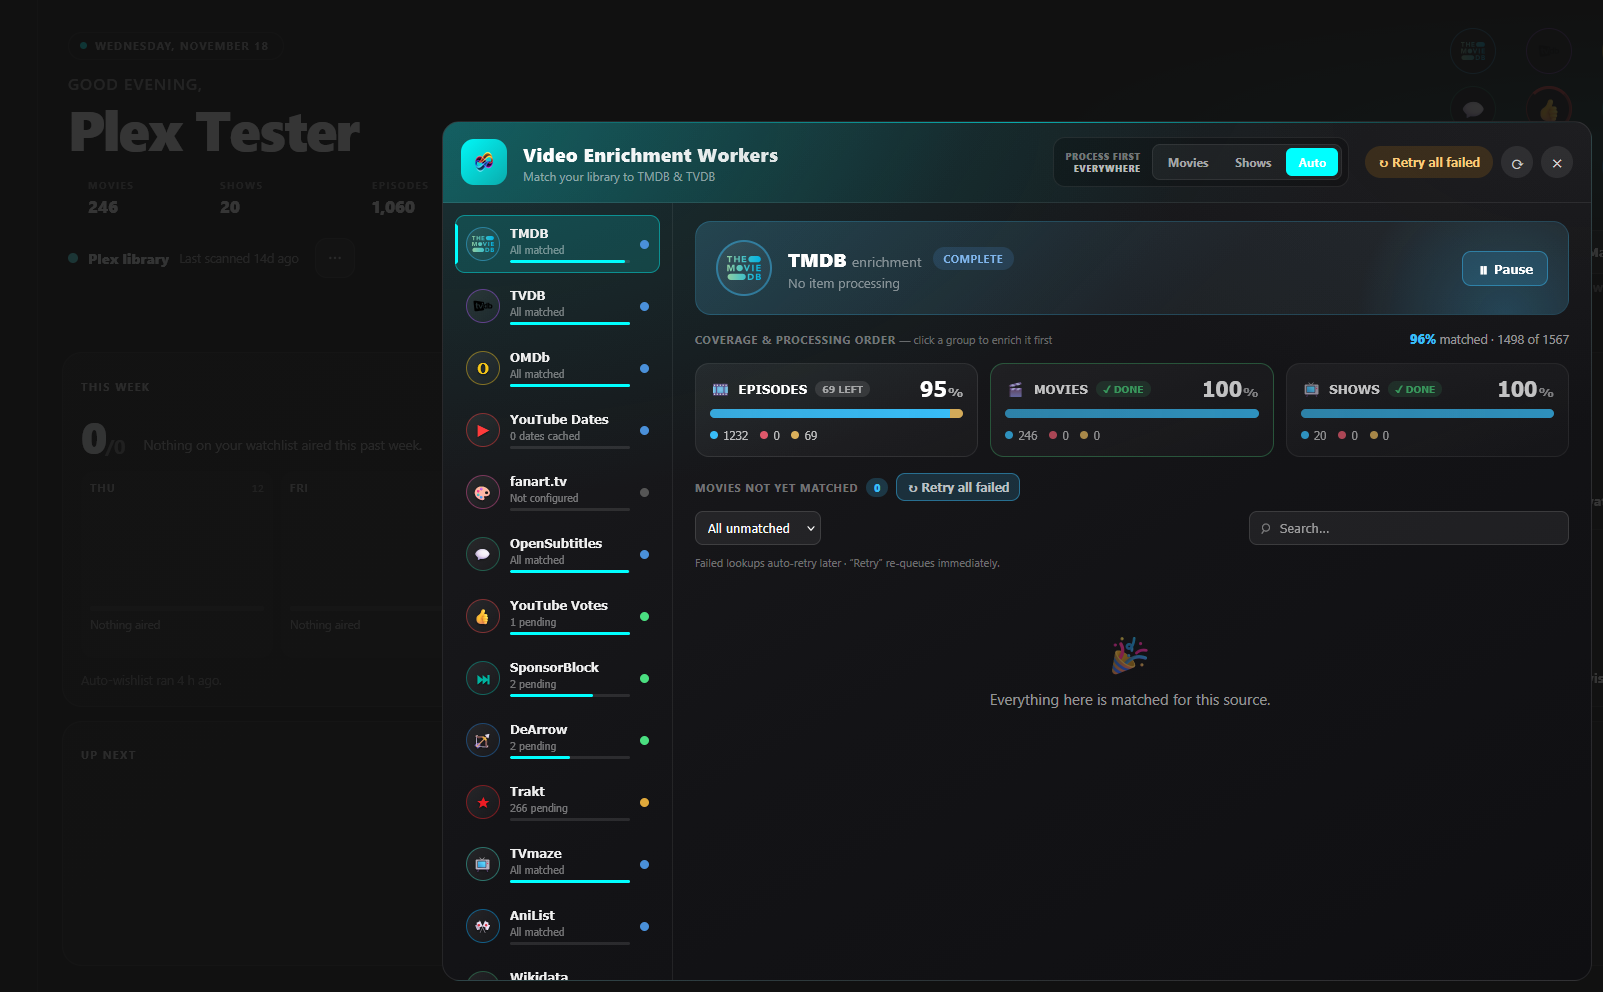 WEDNESDAY, NOVEMBER 18
GOOD EVENING,
Plex Tester
MOVIES
246
SHOWS
20
EPISODES
1,060
Plex library Last scanned 14d ago ...
THIS WEEK
0/0 Nothing on your watchlist aired this past week.
THU 12 FRI
Nothing aired
Nothing aired
Auto-wishlist ran 4 h ago.
UP NEXT
Video Enrichment Workers
Match your library to TMDB & TVDB
PROCESS FIRST
EVERYWHERE
Movies Shows Auto
↻ Retry all failed
TMDB
All matched
TVDB
All matched
OMDb
All matched
YouTube Dates
0 dates cached
fanart.tv
Not configured
OpenSubtitles
All matched
YouTube Votes
1 pending
SponsorBlock
2 pending
DeArrow
2 pending
Trakt
266 pending
TVmaze
All matched
AniList
All matched
Wikidata
THE
MOVIE
DB
TMDB enrichment COMPLETE
No item processing
Pause
COVERAGE & PROCESSING ORDER — click a group to enrich it first
96% matched · 1498 of 1567
EPISODES 69 LEFT 95%
1232 0 69
MOVIES ✓ DONE 100%
246 0 0
SHOWS ✓ DONE 100%
20 0 0
MOVIES NOT YET MATCHED 0 ↻ Retry all failed
All unmatched
Search...
Failed lookups auto-retry later · "Retry" re-queues immediately.
Everything here is matched for this source.